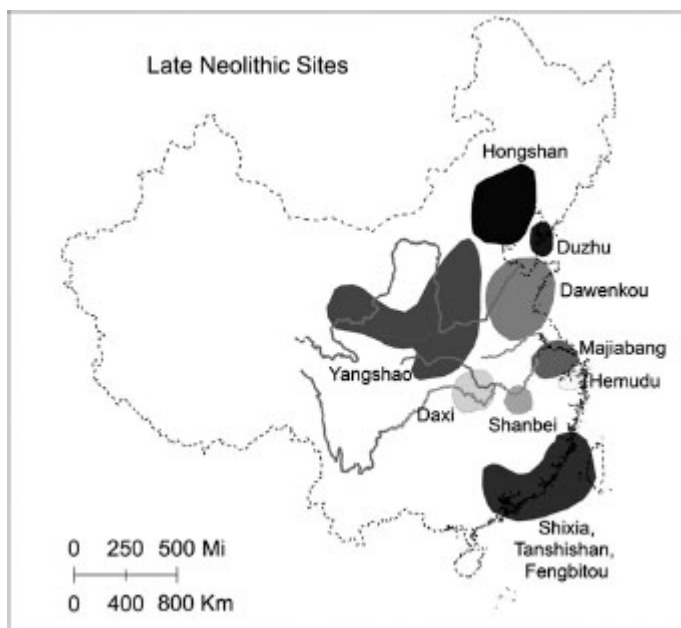 Late Neolithic Sites
Hongshan
Duzhu
Dawenkou
Majiabang
Hemudu
Yangshao
Daxi
Shanbei
Shixia,
Tanshishan,
Fengbitou
0 250 500 Mi
0 400 800 Km